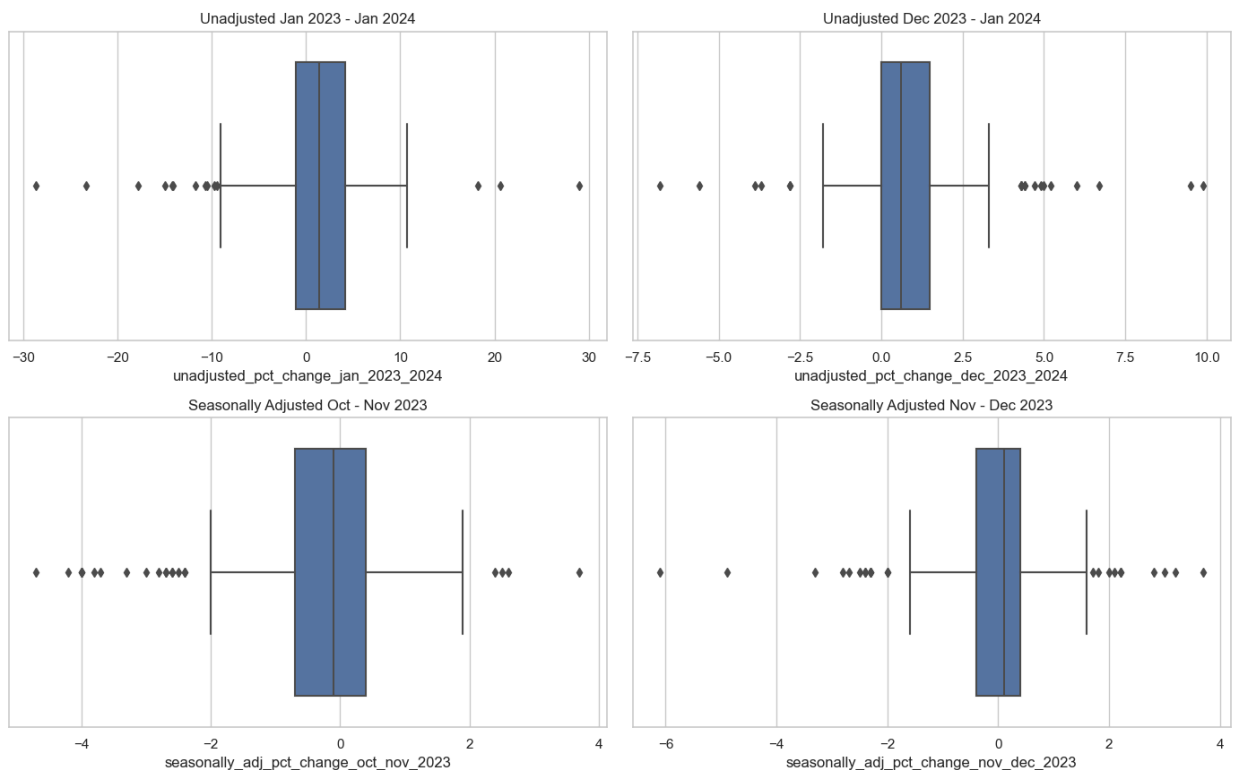 Unadjusted Jan 2023 - Jan 2024
−30 −20 −10 0 10 20 30
unadjusted_pct_change_jan_2023_2024
Unadjusted Dec 2023 - Jan 2024
−7.5 −5.0 −2.5 0.0 2.5 5.0 7.5 10.0
unadjusted_pct_change_dec_2023_2024
Seasonally Adjusted Oct - Nov 2023
−4 −2 0 2 4
seasonally_adj_pct_change_oct_nov_2023
Seasonally Adjusted Nov - Dec 2023
−6 −4 −2 0 2 4
seasonally_adj_pct_change_nov_dec_2023